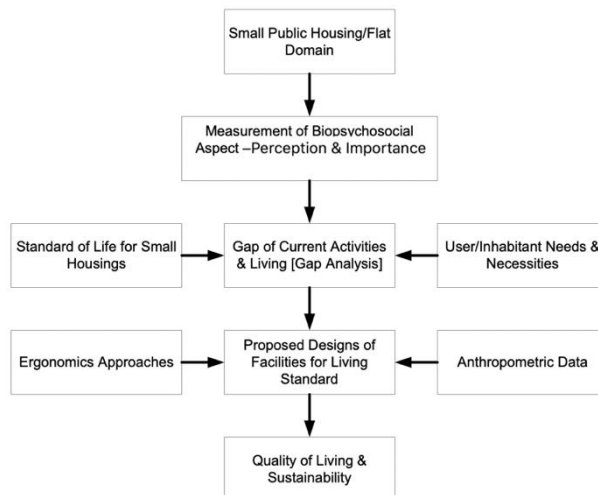 Small Public Housing/Flat
Domain
Measurement of Biopsychosocial
Aspect –Perception & Importance
Standard of Life for Small
Housings
Gap of Current Activities
& Living [Gap Analysis]
User/Inhabitant Needs &
Necessities
Ergonomics Approaches
Proposed Designs of
Facilities for Living
Standard
Anthropometric Data
Quality of Living &
Sustainability